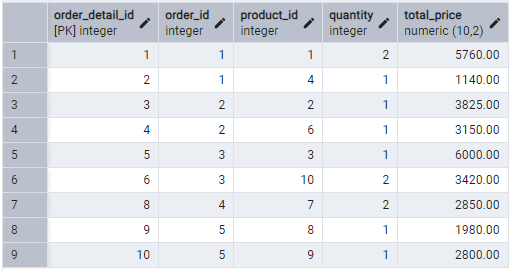 order_detail_id order_id product_id quantity total_price
[PK] integer integer integer integer numeric (10,2)
1 1 1 1 2 5760.00
2 2 1 4 1 1140.00
3 3 2 2 1 3825.00
4 4 2 6 1 3150.00
5 5 3 3 1 6000.00
6 6 3 10 2 3420.00
7 8 4 7 2 2850.00
8 9 5 8 1 1980.00
9 10 5 9 1 2800.00